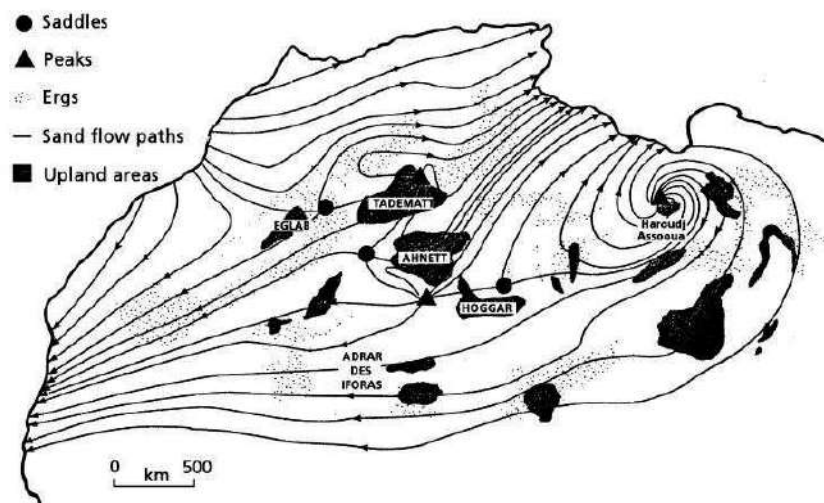 Saddles
Peaks
Ergs
Sand flow paths
Upland areas
TADEMATT
EGLAB
Haroudj
Assoaua
AHNETT
HOGGAR
ADRAR
DES
IFORAS
0 500
km